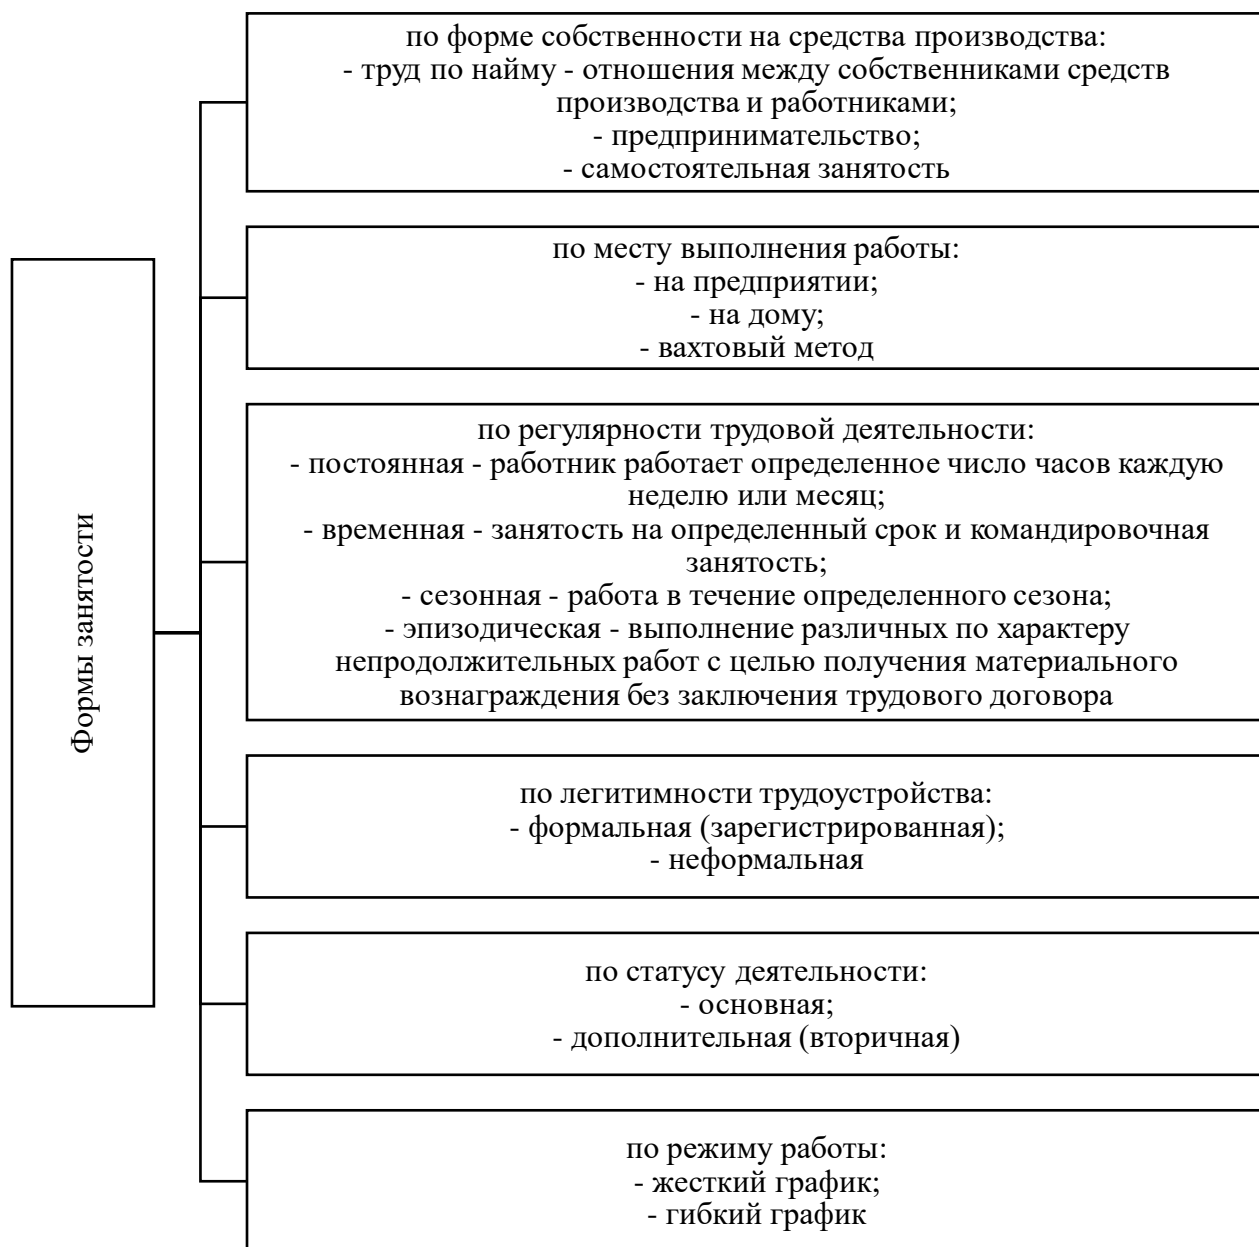 Формы занятости
по форме собственности на средства производства:
- труд по найму - отношения между собственниками средств
производства и работниками;
- предпринимательство;
- самостоятельная занятость
по месту выполнения работы:
- на предприятии;
- на дому;
- вахтовый метод
по регулярности трудовой деятельности:
- постоянная - работник работает определенное число часов каждую
неделю или месяц;
- временная - занятость на определенный срок и командировочная
занятость;
- сезонная - работа в течение определенного сезона;
- эпизодическая - выполнение различных по характеру
непродолжительных работ с целью получения материального
вознаграждения без заключения трудового договора
по легитимности трудоустройства:
- формальная (зарегистрированная);
- неформальная
по статусу деятельности:
- основная;
- дополнительная (вторичная)
по режиму работы:
- жесткий график;
- гибкий график